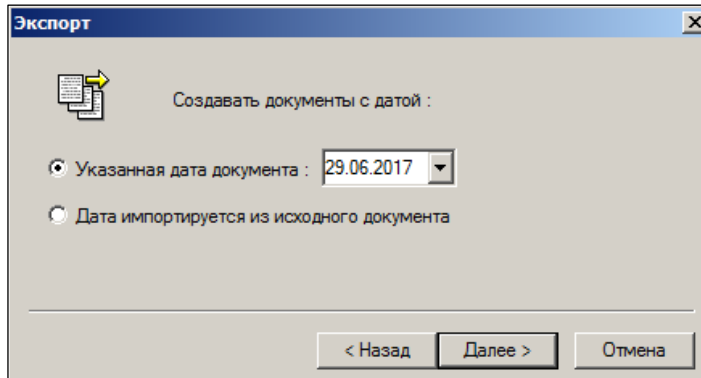 Экспорт
Создавать документы с датой :
Указанная дата документа : 29.06.2017
Дата импортируется из исходного документа
< Назад Далее > Отмена